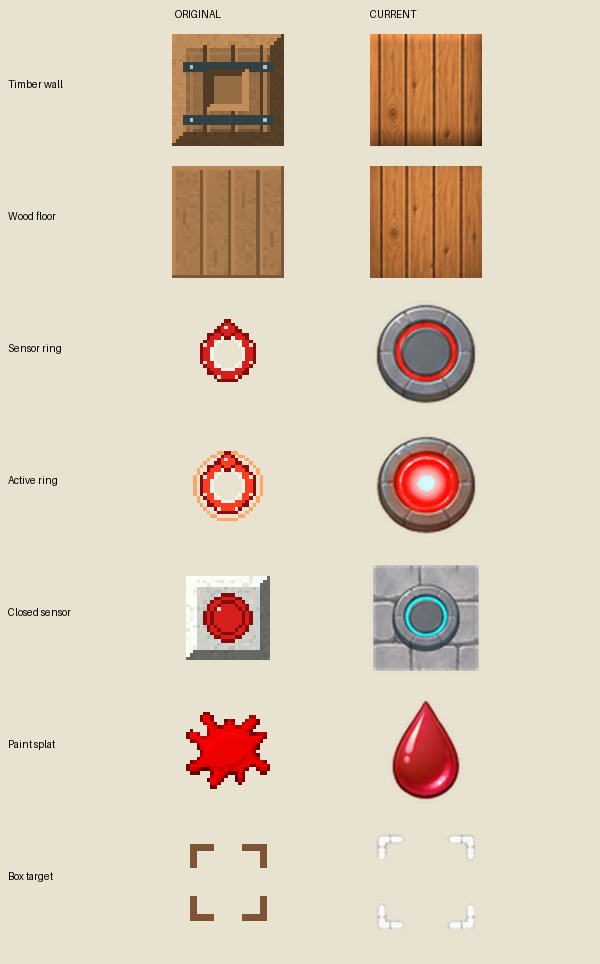 ORIGINAL CURRENT
Timber wall
Wood floor
Sensor ring
Active ring
Closed sensor
Paint splat
Box target